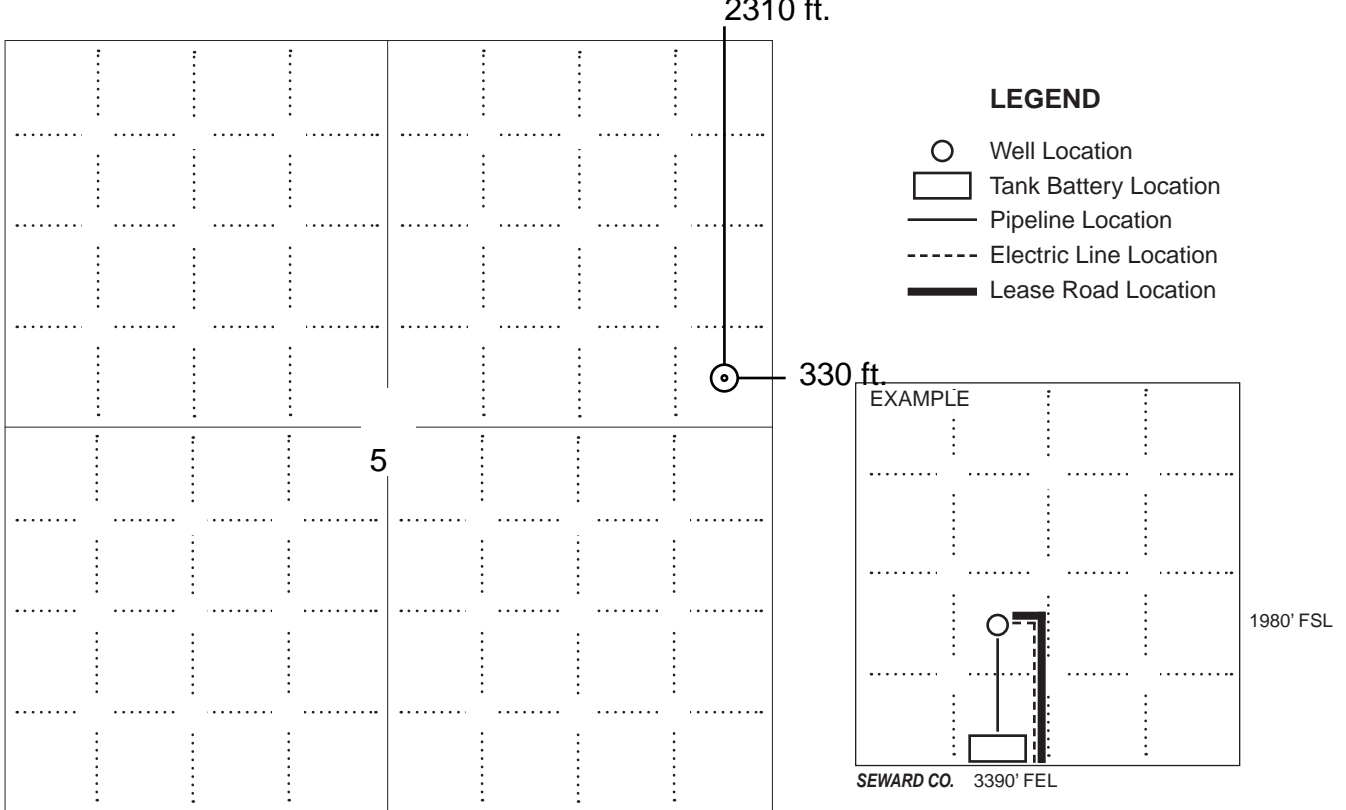 2310 ft.
LEGEND
Well Location
Tank Battery Location
Pipeline Location
Electric Line Location
Lease Road Location
330 ft.
EXAMPLE
5
1980' FSL
SEWARD CO. 3390' FEL